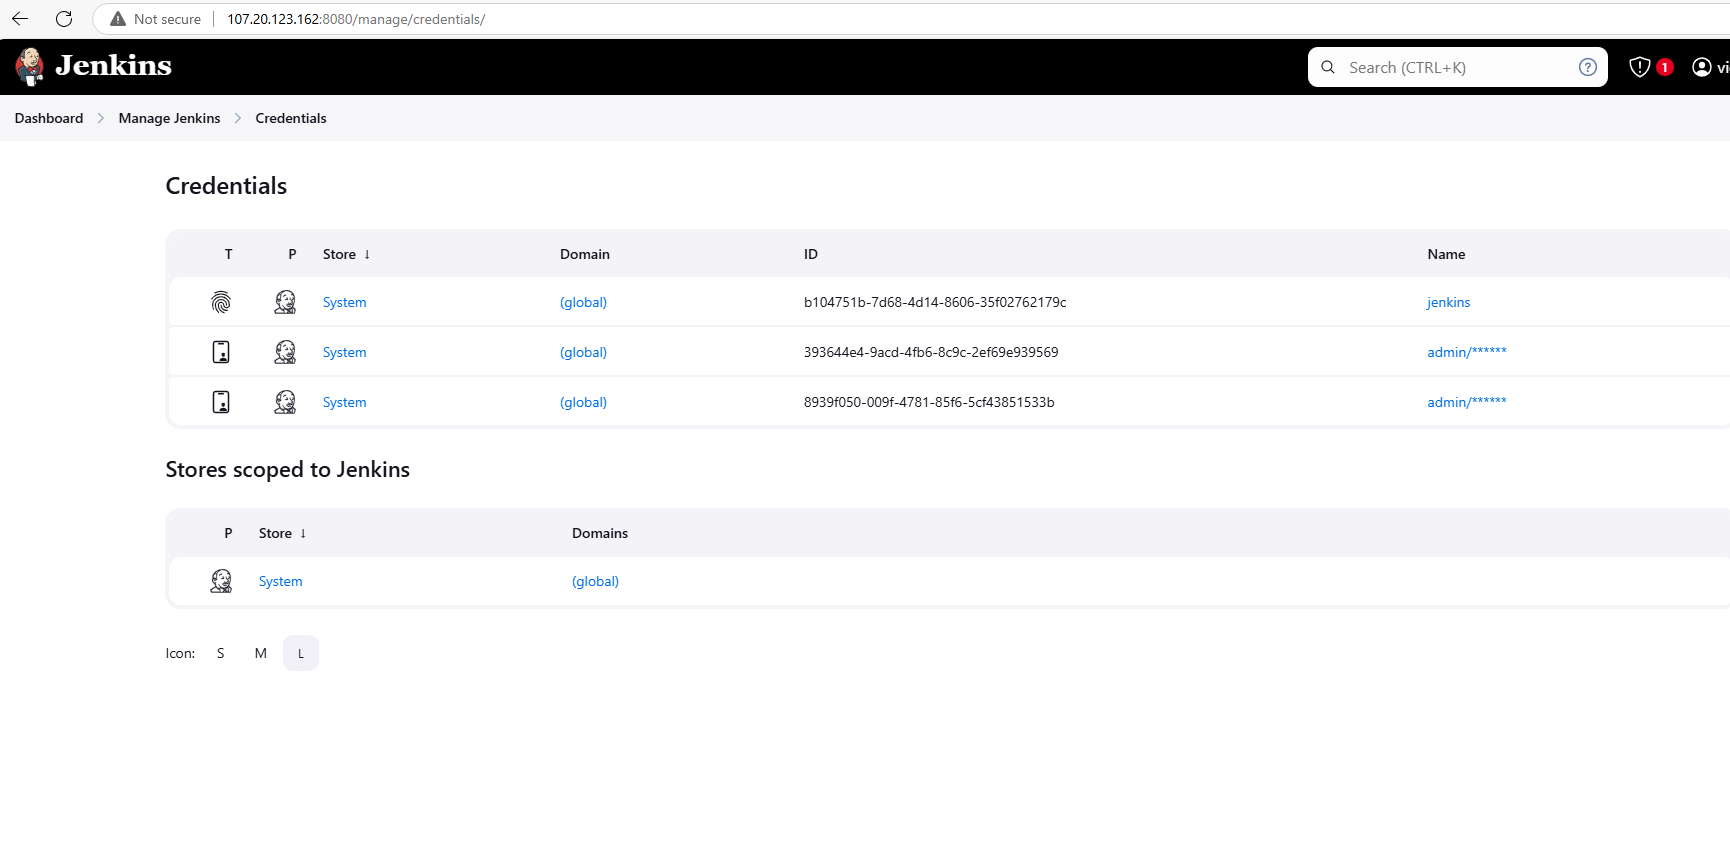 Not secure 107.20.123.162:8080/manage/credentials/
Jenkins Search (CTRL+K) ? 1 vi
Dashboard Manage Jenkins Credentials
Credentials
T P Store ↓ Domain ID Name
System (global) b104751b-7d68-4d14-8606-35f02762179c jenkins
System (global) 393644e4-9acd-4fb6-8c9c-2ef69e939569 admin/******
System (global) 8939f050-009f-4781-85f6-5cf43851533b admin/******
Stores scoped to Jenkins
P Store ↓ Domains
System (global)
Icon: S M L